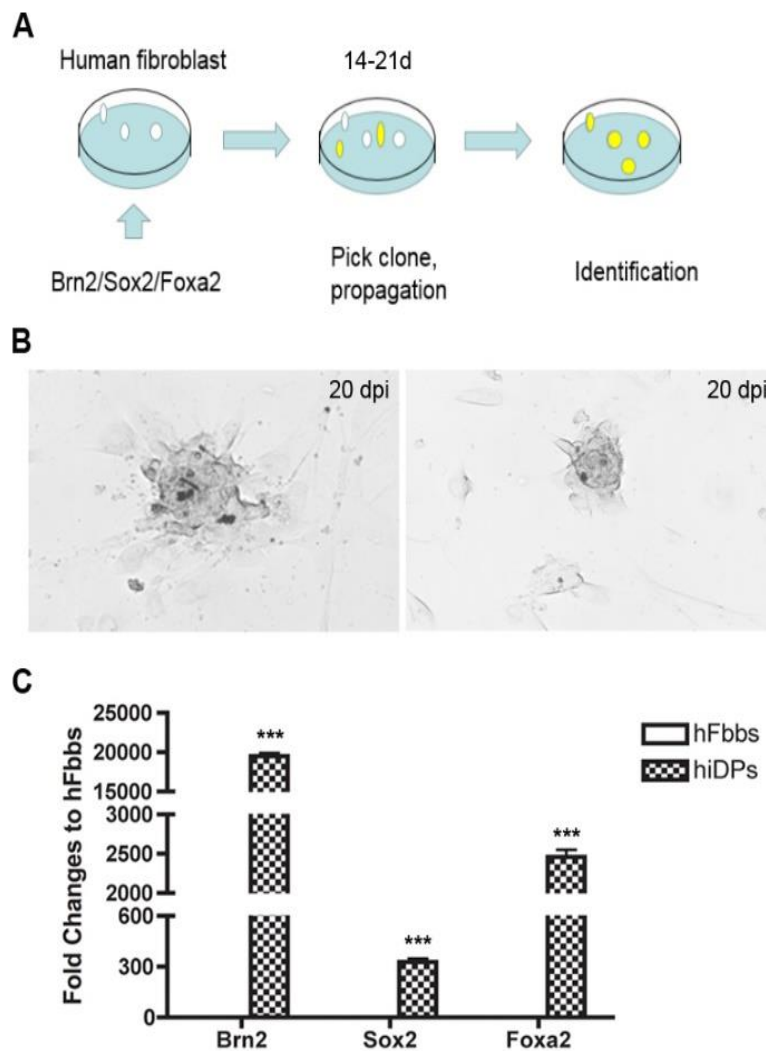 A
Human fibroblast
14-21d
Brn2/Sox2/Foxa2
Pick clone,
propagation
Identification
B
20 dpi
20 dpi
C
Fold Changes to hFbbs
25000
20000
15000
3000
2500
2000
600
300
0
***
***
***
Brn2
Sox2
Foxa2
hFbbs
hiDPs